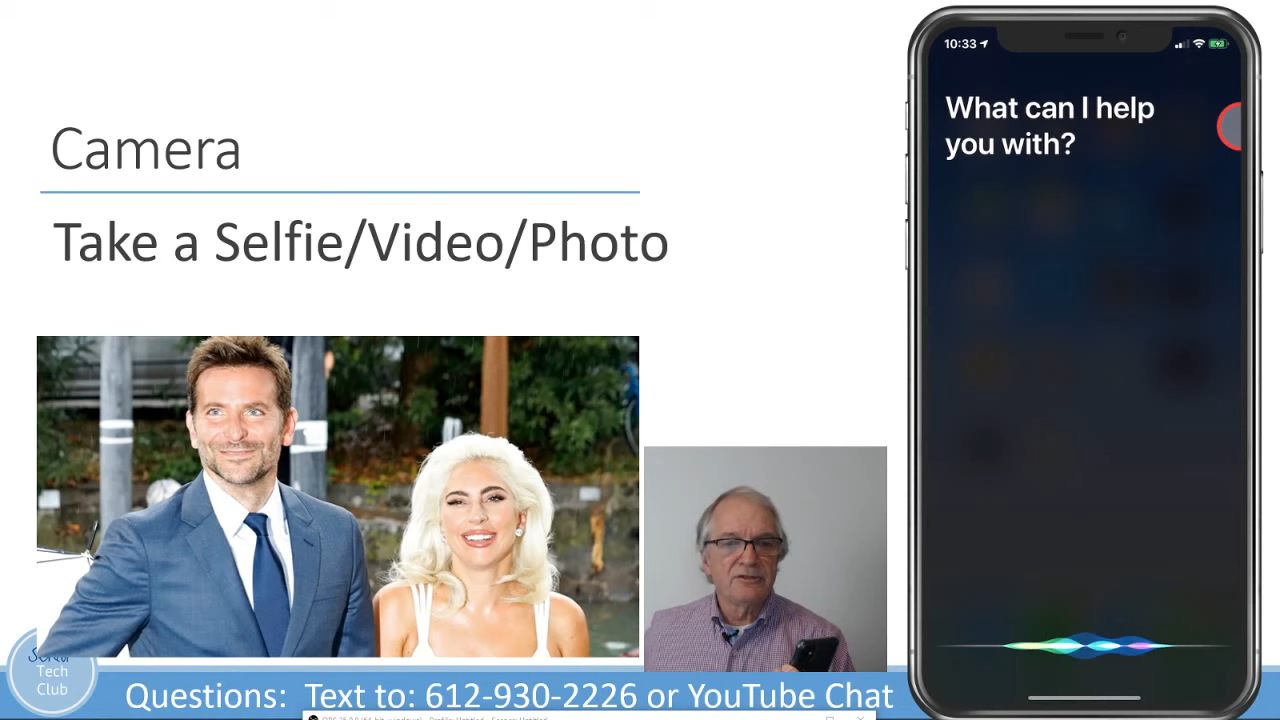 Camera
Take a Selfie/Video/Photo
10:33
What can I help
you with?
Tech
Club
Questions: Text to: 612-930-2226 or YouTube Chat